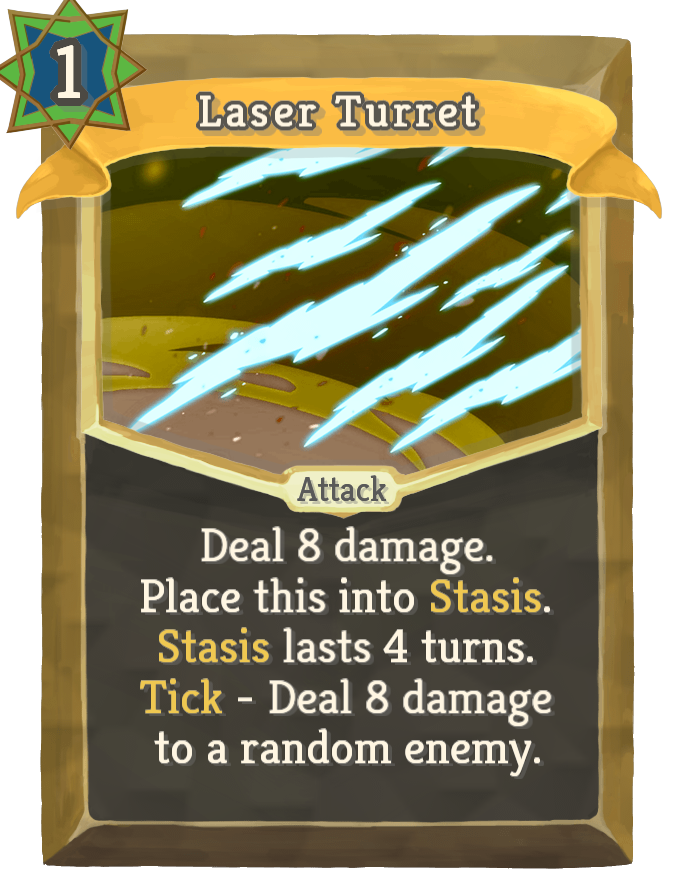 1
Laser Turret
Attack
Deal 8 damage.
Place this into Stasis.
Stasis lasts 4 turns.
Tick - Deal 8 damage
to a random enemy.